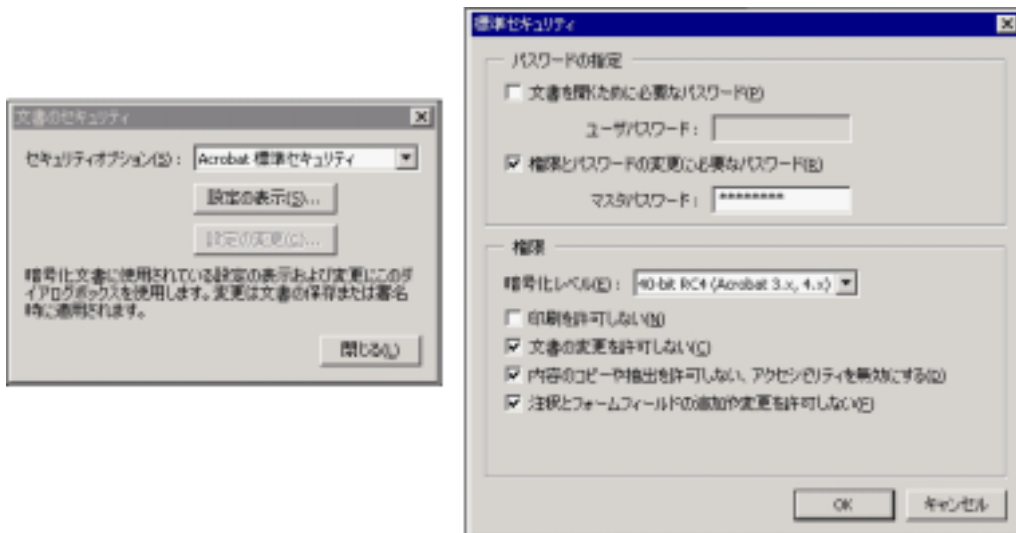 文書のセキュリティ
セキュリティオプション(S): Acrobat 標準セキュリティ
設定の表示(S)...
設定の変更(C)...
暗号化文書に使用されている設定の表示および変更にこのダ
イアログボックスを使用します。変更は文書の保存または署名
時に適用されます。
閉じる(L)
標準セキュリティ
パスワードの指定
文書を開くために必要なパスワード(P)
ユーザパスワード:
権限とパスワードの変更に必要なパスワード(R)
マスタパスワード: ********
権限
暗号化レベル(E): 40-bit RC4 (Acrobat 3.x, 4.x)
印刷を許可しない(N)
文書の変更を許可しない(C)
内容のコピーや抽出を許可しない、アクセシビリティを無効にする(D)
注釈とフォームフィールドの追加や変更を許可しない(F)
OK キャンセル